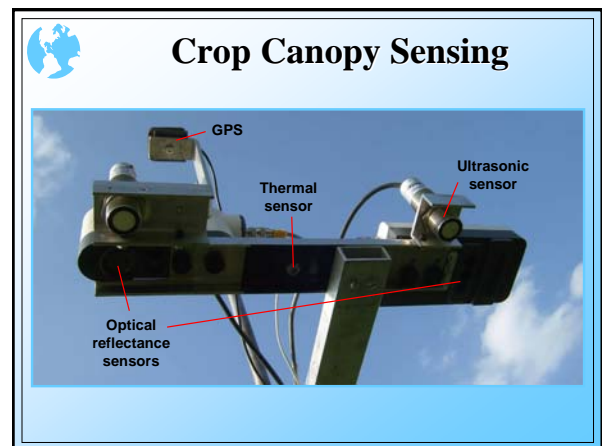 Crop Canopy Sensing
GPS
Thermal
sensor
Ultrasonic
sensor
Optical
reflectance
sensors